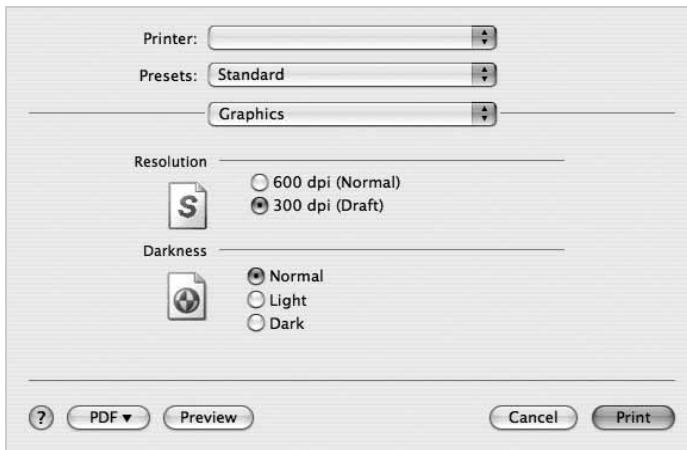 Printer:
Presets: Standard
Graphics
Resolution
600 dpi (Normal)
S
300 dpi (Draft)
Darkness
Normal
Light
Dark
? PDF▼ Preview Cancel Print